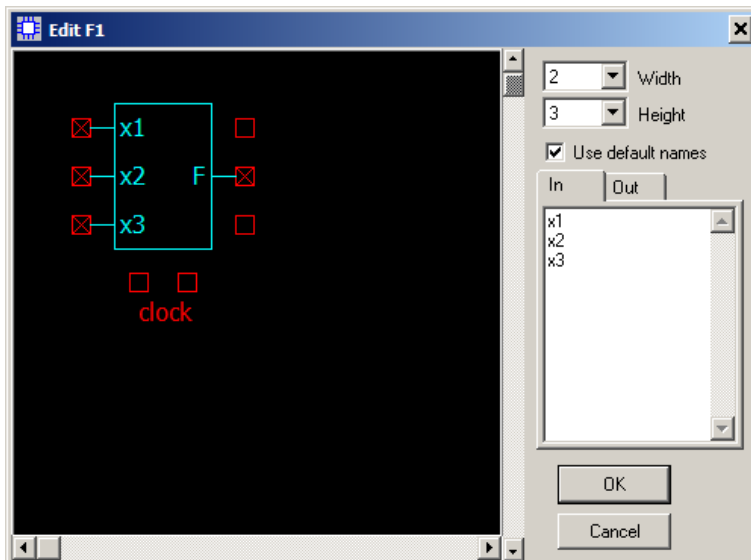 Edit F1
x1
x2 F
x3
clock
2 Width
3 Height
Use default names
In Out
x1
x2
x3
OK
Cancel